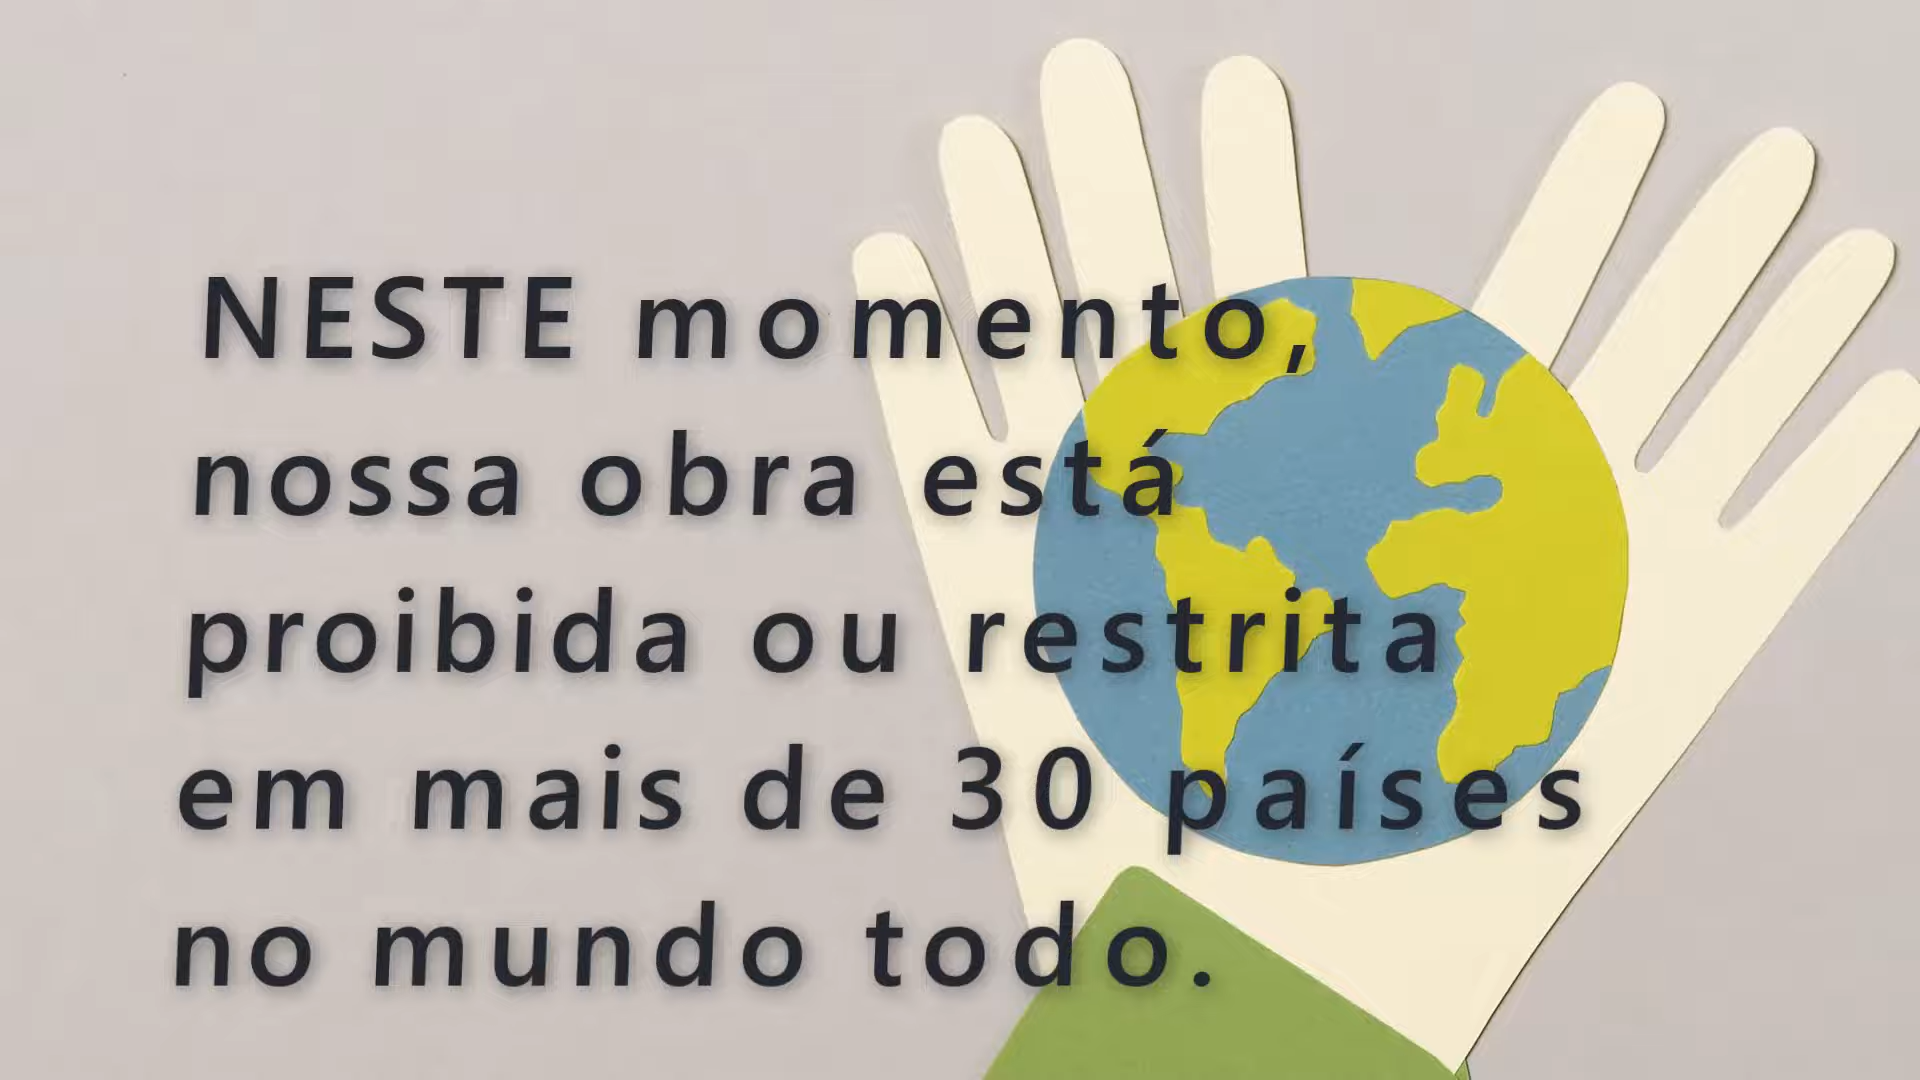 NESTE momento,
nossa obra está
proibida ou restrita
em mais de 30 países
no mundo todo.